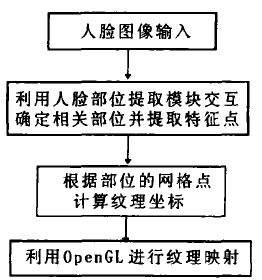 人脸图像输入
利用人脸部位提取模块交互
确定相关部位并提取特征点
根据部位的网格点
计算纹理坐标
利用OpenGL进行纹理映射